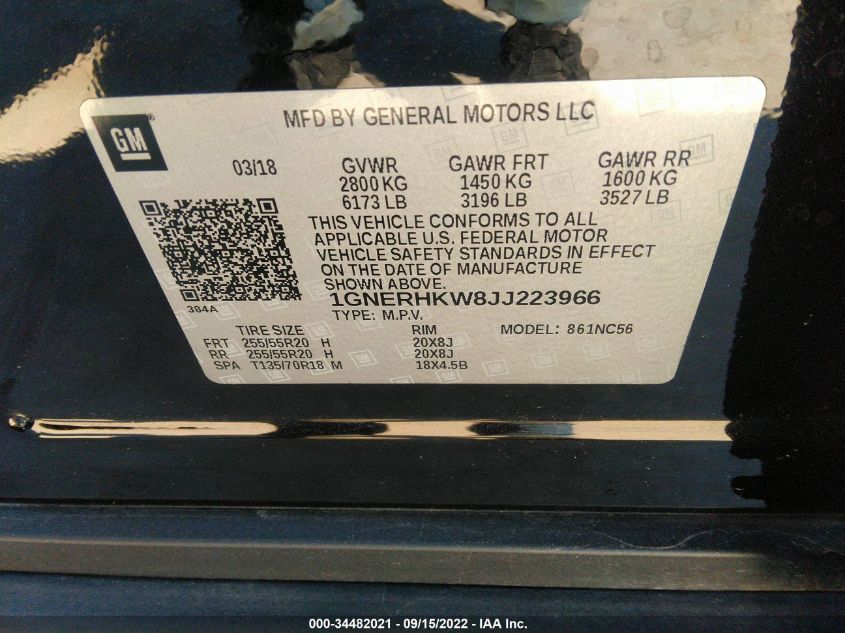 GM
MFD BY GENERAL MOTORS LLC
03/18 GVWR GAWR FRT GAWR RR
2800 KG 1450 KG 1600 KG
6173 LB 3196 LB 3527 LB
THIS VEHICLE CONFORMS TO ALL
APPLICABLE U.S. FEDERAL MOTOR
VEHICLE SAFETY STANDARDS IN EFFECT
ON THE DATE OF MANUFACTURE
SHOWN ABOVE.
384A
1GNERHKW8JJ223966
TYPE: M.P.V.
TIRE SIZE RIM MODEL: 861NC56
FRT 255/55R20 H 20X8J
RR 255/55R20 H 20X8J
SPA T135/70R18 M 18X4.5B
000-34482021 - 09/15/2022 - IAA Inc.